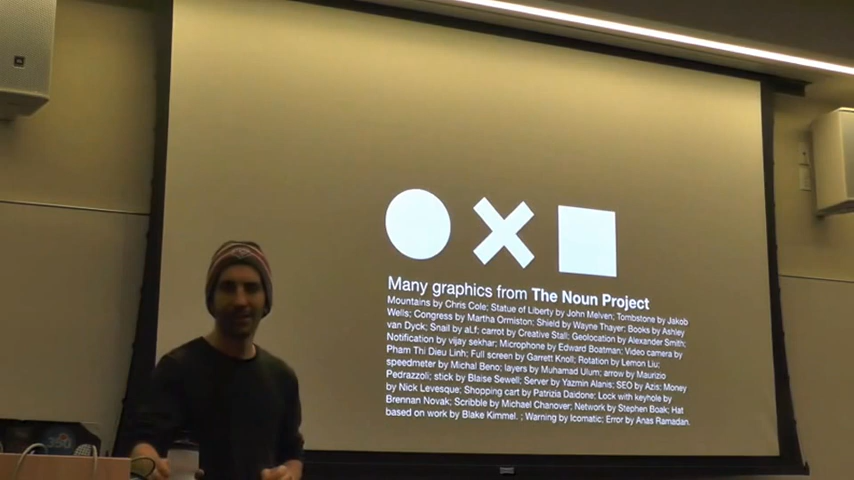 Many graphics from The Noun Project
Mountains by Chris Cole; Statue of Liberty by John Melven; Tombstone by Jakob
Wells; Congress by Martha Ormiston; Shield by Wayne Thayer; Books by Ashley
van Dyck; Snail by aLf; carrot by Creative Stall; Geolocation by Alexander Smith;
Notification by vijay sekhar; Microphone by Edward Boatman; Video camera by
Pham Thi Dieu Linh; Full screen by Garrett Knoll; Rotation by Lemon Liu;
speedmeter by Michal Beno; layers by Muhamad Ulum; arrow by Maurizio
Pedrazzoli; stick by Blaise Sewell; Server by Yazmin Alanis; SEO by Azis; Money
by Nick Levesque; Shopping cart by Patrizia Daidone; Lock with keyhole by
Brennan Novak; Scribble by Michael Chanover; Network by Stephen Boak; Hat
based on work by Blake Kimmel. ; Warning by Icomatic; Error by Anas Ramadan.